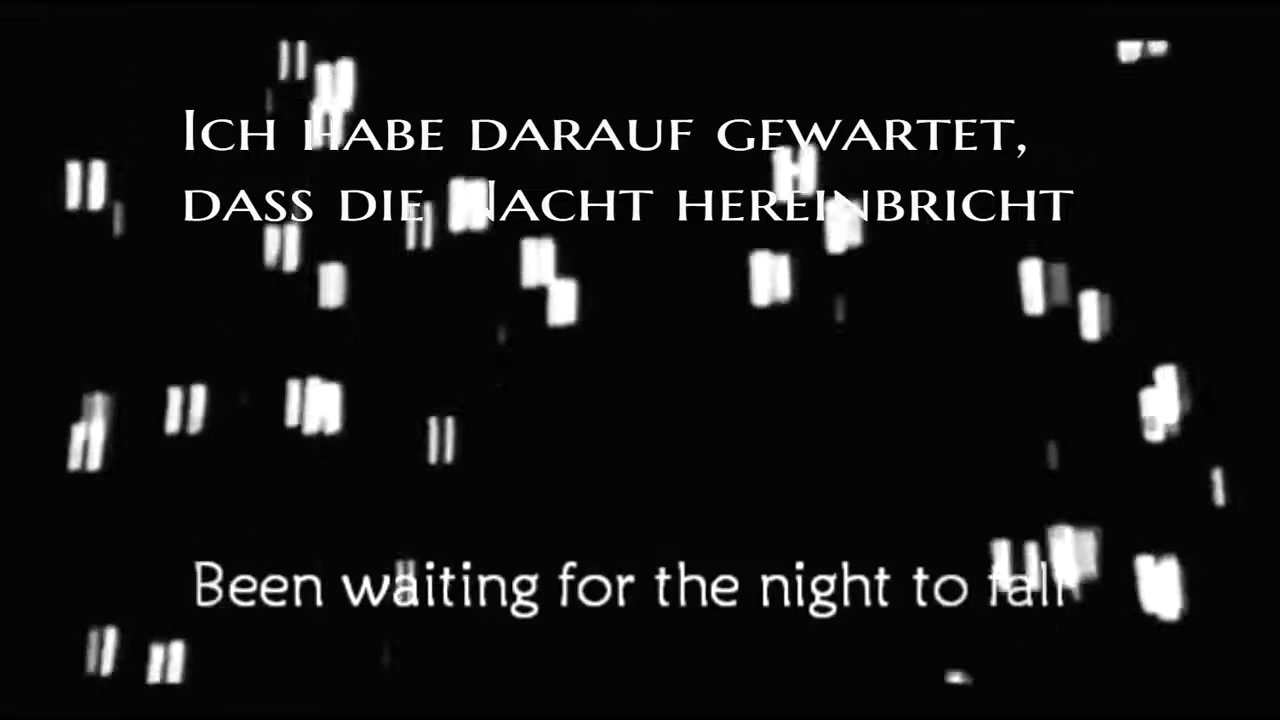 Ich habe darauf gewartet,
dass die Nacht hereinbricht
Been waiting for the night to fall